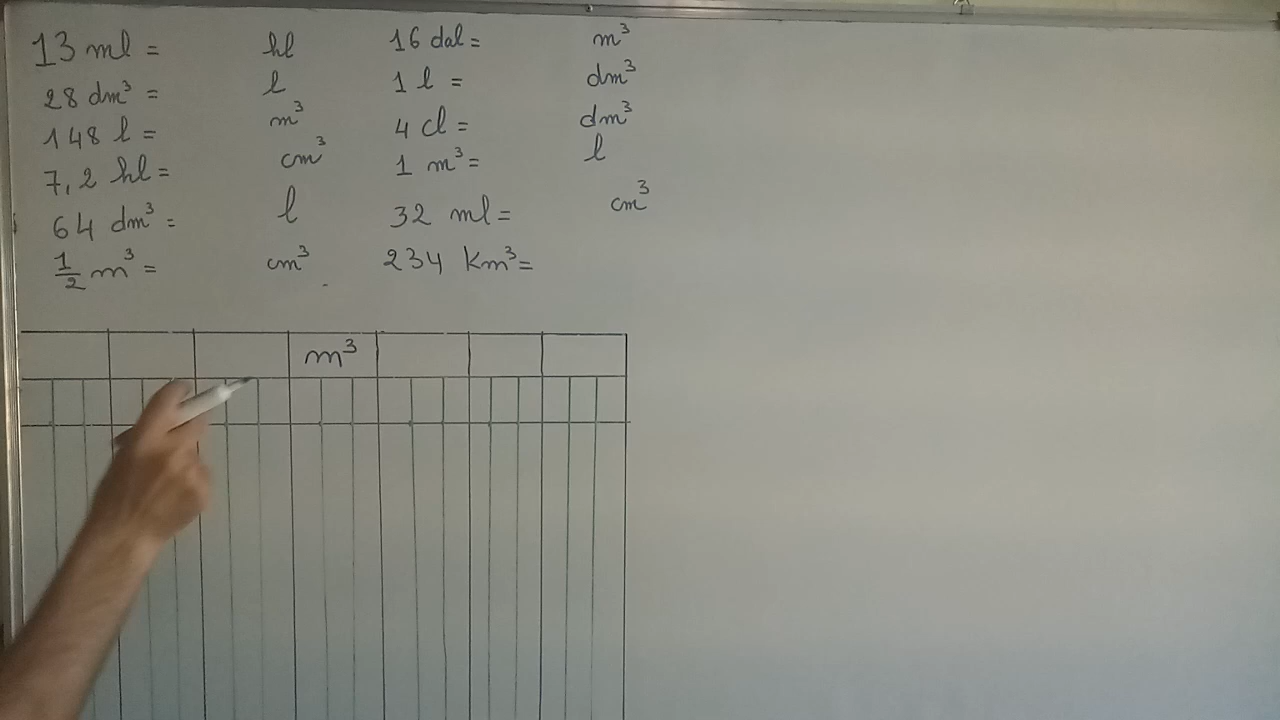 13 ml = hl
28 dm³ = l
148 l = m³
7,2 hl = cm³
64 dm³ = l
1/2 m³ = cm³
16 dal = m³
1 l = dm³
4 cl = dm³
1 m³ = l
32 ml = cm³
234 km³ =
m³